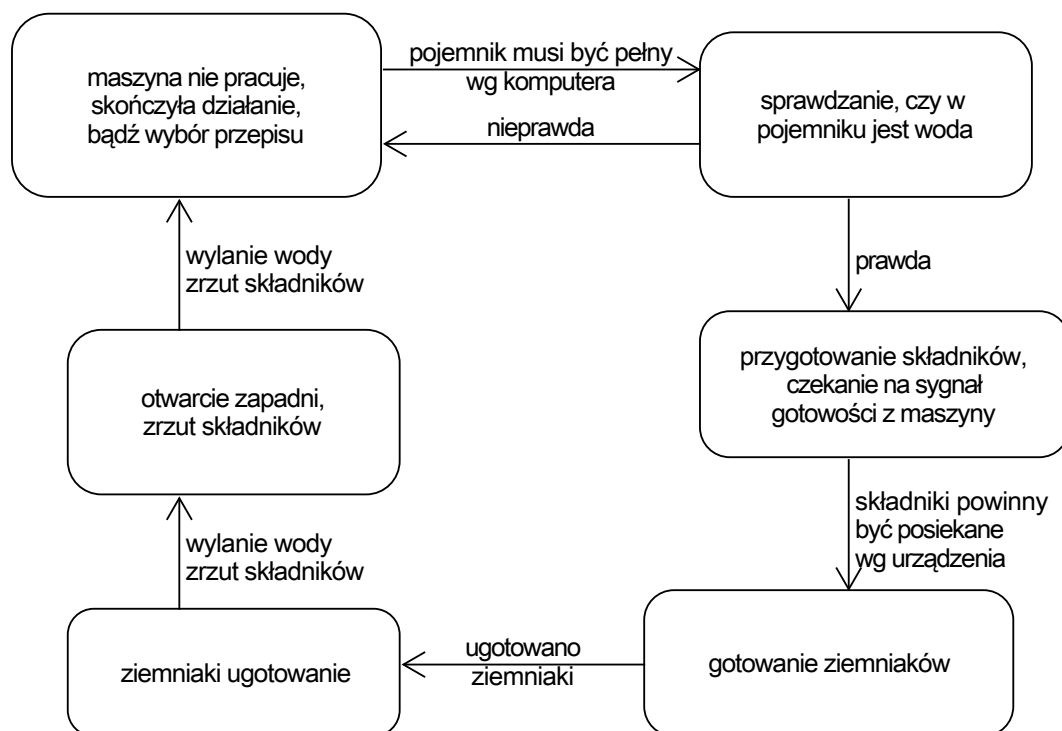 maszyna nie pracuje,
skończyła działanie,
bądź wybór przepisu
pojemnik musi być pełny
wg komputera
nieprawda
sprawdzanie, czy w
pojemniku jest woda
prawda
przygotowanie składników,
czekanie na sygnał
gotowości z maszyny
składniki powinny
być posiekane
wg urządzenia
gotowanie ziemniaków
ugotowano
ziemniaki
ziemniaki ugotowanie
wylanie wody
zrzut składników
otwarcie zapadni,
zrzut składników
wylanie wody
zrzut składników